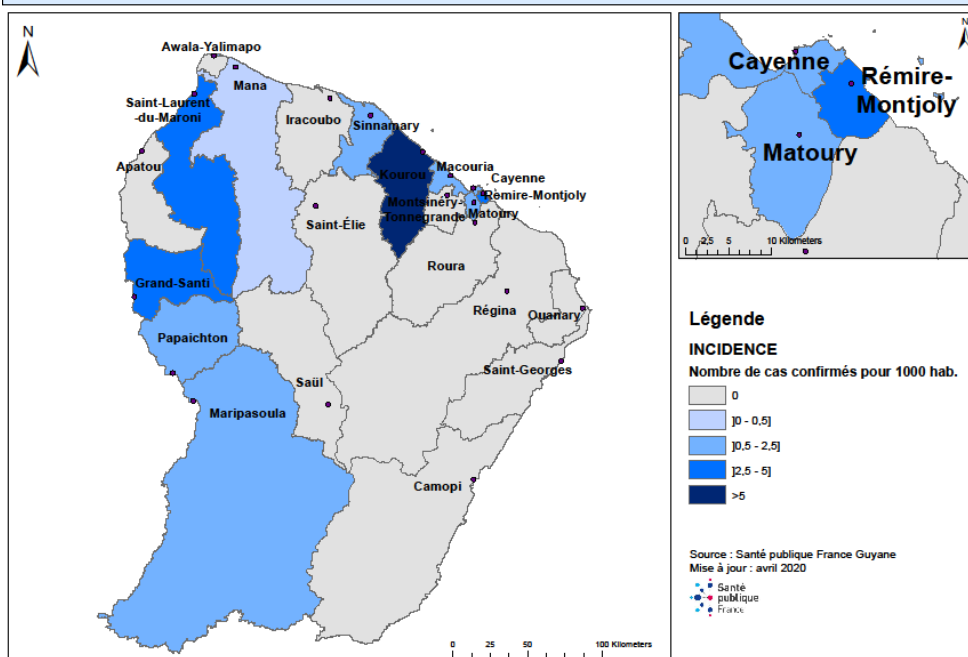 N
Awala-Yalimapo
Mana
Saint-Laurent
-du-Maroni
Iracoubo
Sinnamary
Apatou
Kourou
Macouria
Cayenne
Rémire-Montjoly
Montsinéry-
Tonnegrande
Matoury
Saint-Élie
Roura
Grand-Santi
Régina
Ouanary
Papaichton
Saint-Georges
Saül
Maripasoula
Camopi
0 25 50 100 Kilometers
N
Cayenne
Rémire-
Montjoly
Matoury
0 2,5 5 10 Kilometers
Légende
INCIDENCE
Nombre de cas confirmés pour 1000 hab.
0
]0 - 0,5]
]0,5 - 2,5]
]2,5 - 5]
>5
Source : Santé publique France Guyane
Mise à jour : avril 2020
Santé
publique
France